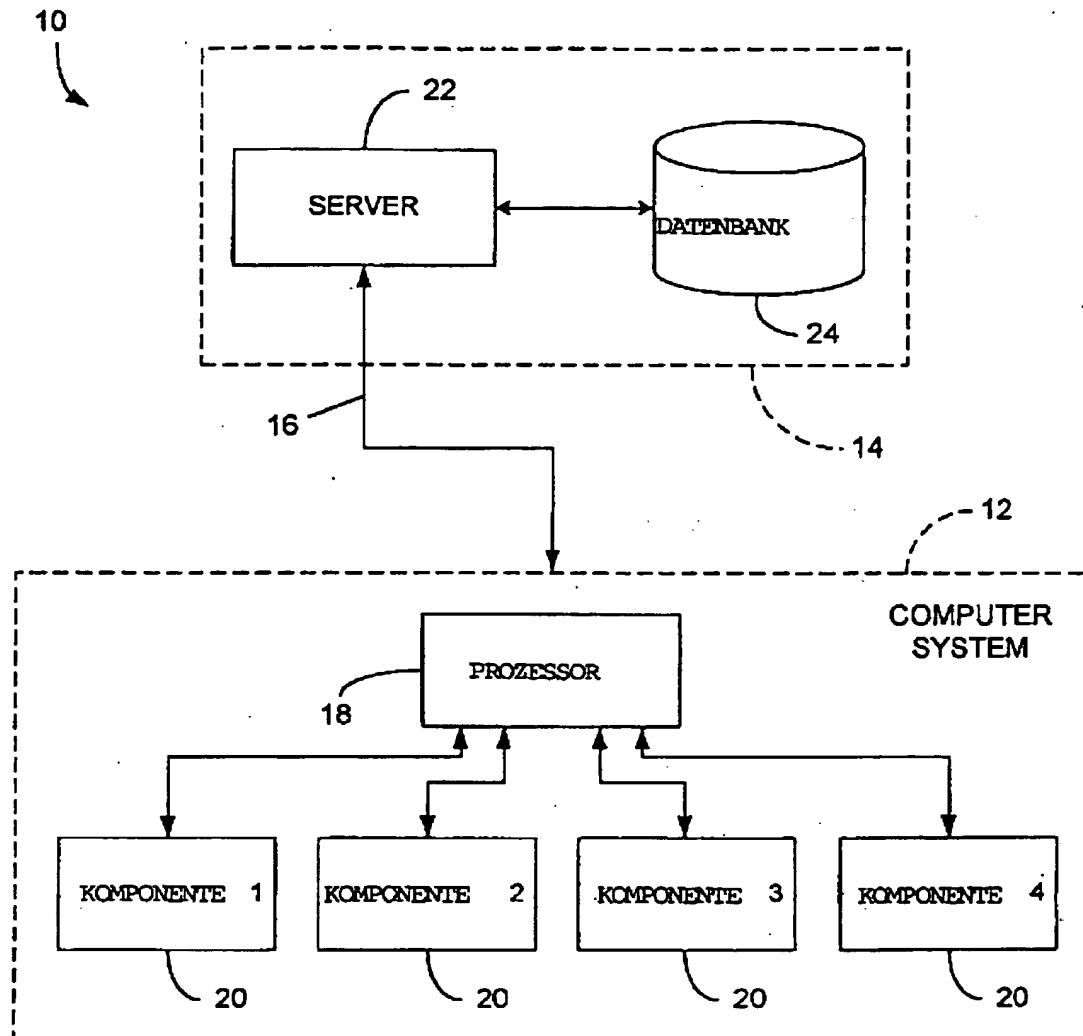 10
22
SERVER
DATENBANK
24
16
14
12
COMPUTER
SYSTEM
PROZESSOR
18
KOMPONENTE 1
KOMPONENTE 2
KOMPONENTE 3
KOMPONENTE 4
20
20
20
20